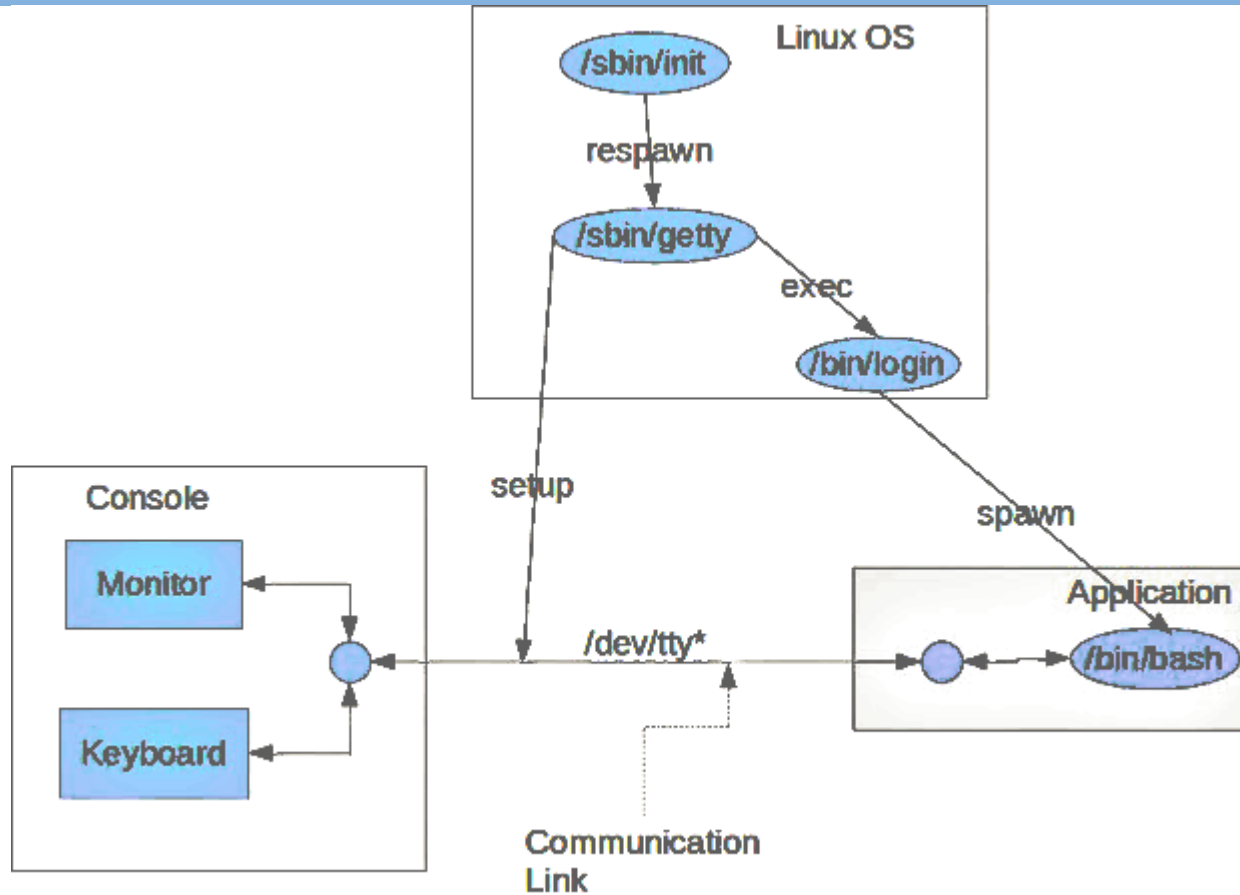 Linux OS
/sbin/init
respawn
/sbin/getty
exec
/bin/login
setup
spawn
Console
Monitor
Keyboard
/dev/tty*
Application
/bin/bash
Communication
Link